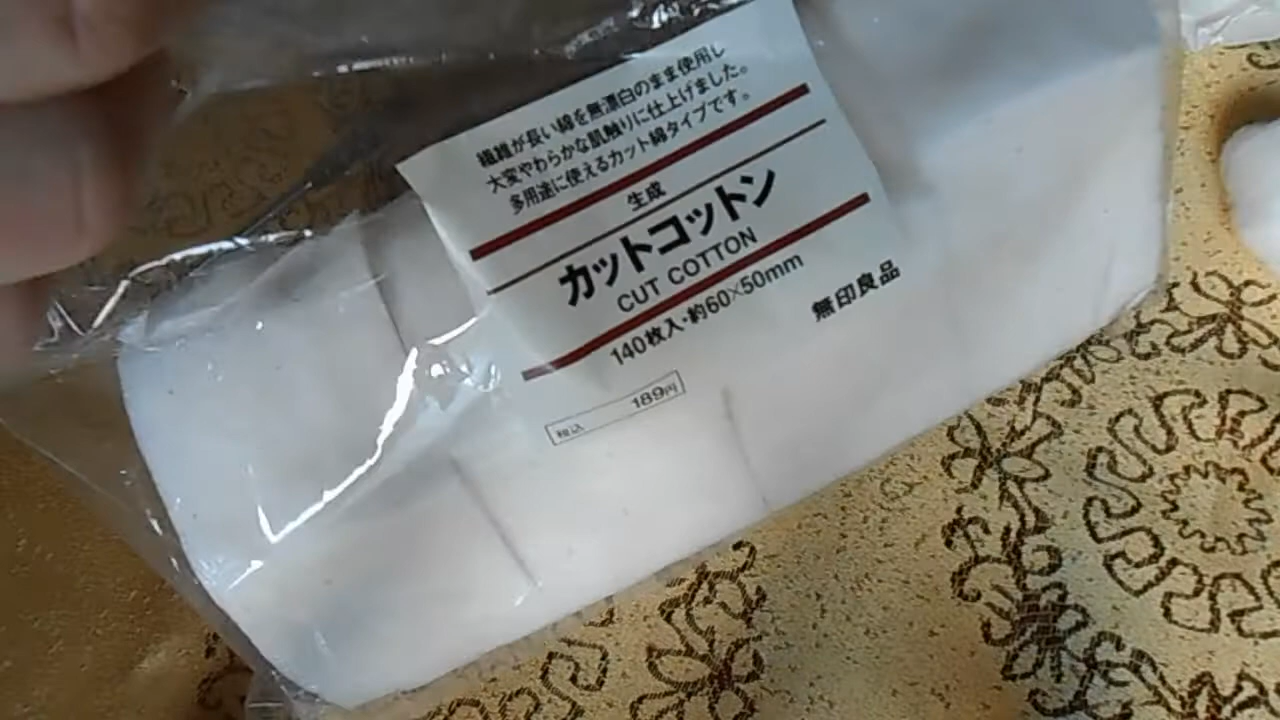 繊維が長い綿を無漂白のまま使用し
大変やわらかな肌触りに仕上げました。
多用途に使えるカット綿タイプです。
生成
カットコットン
CUT COTTON
140枚入・約60×50mm
無印良品
税込 189円